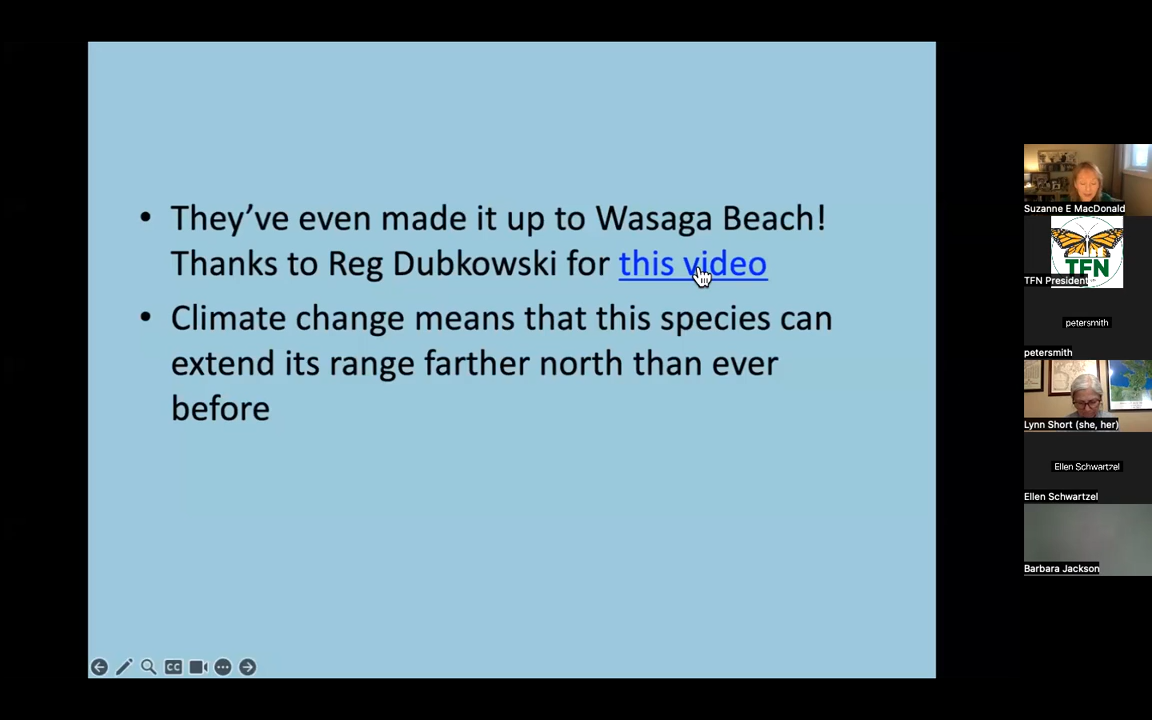 • They've even made it up to Wasaga Beach!
Thanks to Reg Dubkowski for this video
• Climate change means that this species can
extend its range farther north than ever
before
CC
Suzanne E MacDonald
TFN
TFN President
petersmith
petersmith
Lynn Short (she, her)
Ellen Schwartzel
Ellen Schwartzel
Barbara Jackson